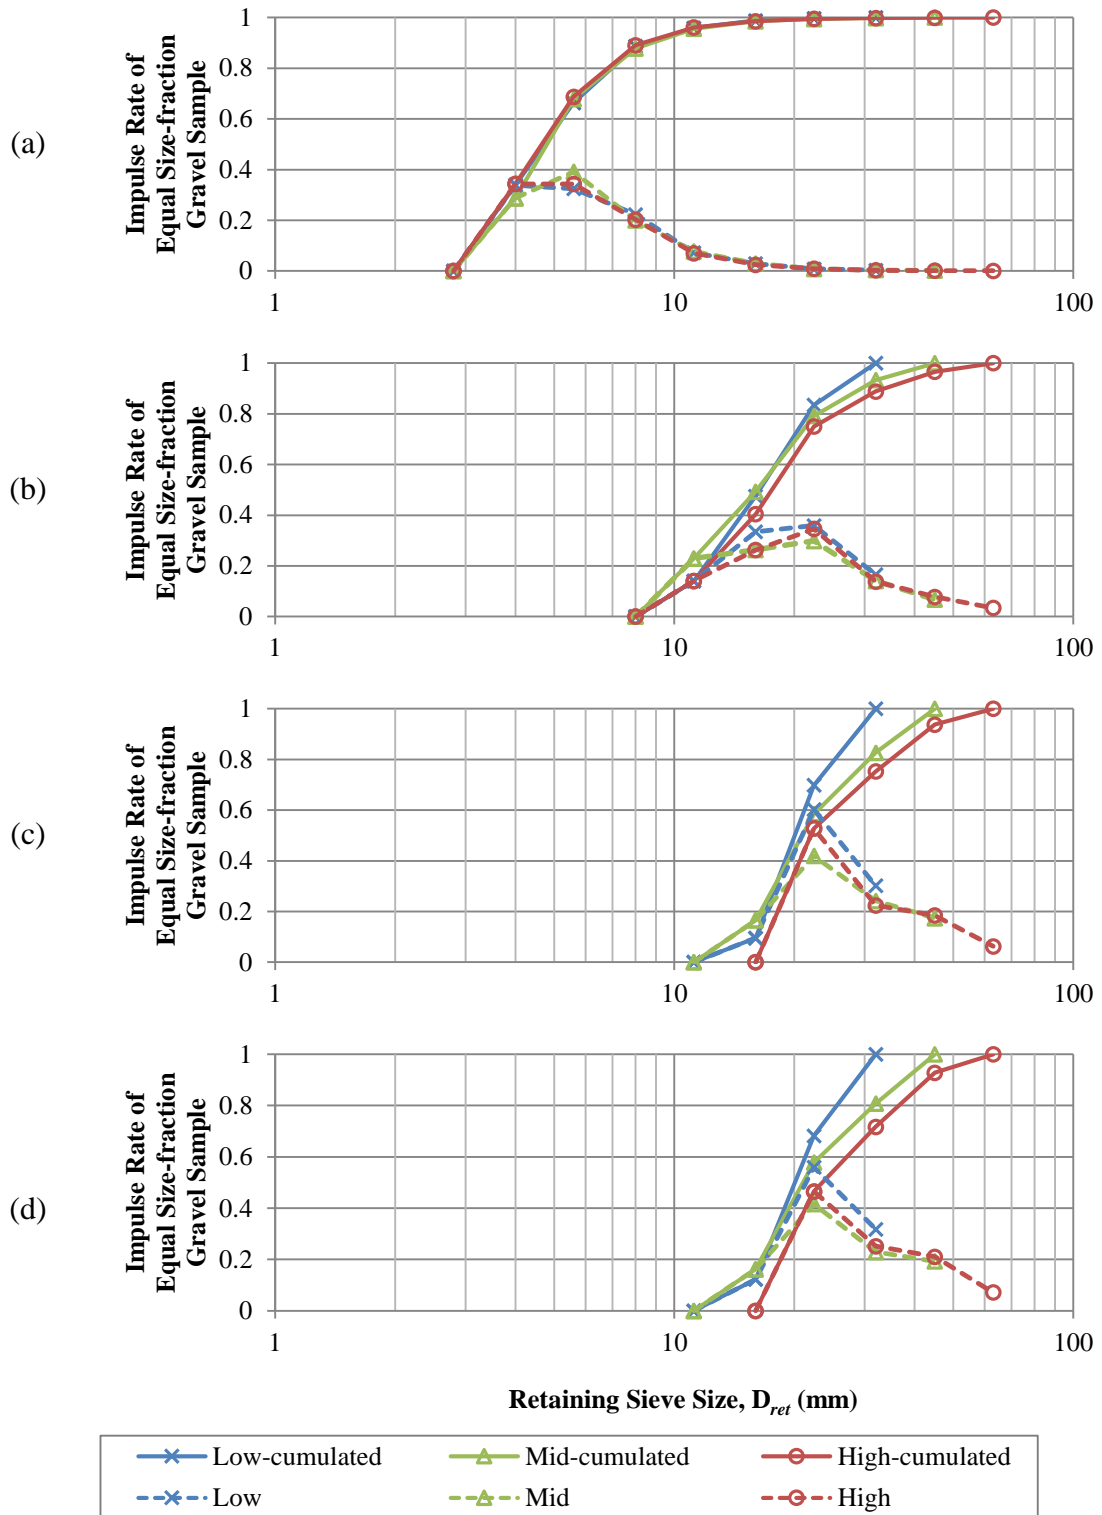 (a)
Impulse Rate of
Equal Size-fraction
Gravel Sample
1
0.8
0.6
0.4
0.2
0
1 10 100
(b)
Impulse Rate of
Equal Size-fraction
Gravel Sample
1
0.8
0.6
0.4
0.2
0
1 10 100
(c)
Impulse Rate of
Equal Size-fraction
Gravel Sample
1
0.8
0.6
0.4
0.2
0
1 10 100
(d)
Impulse Rate of
Equal Size-fraction
Gravel Sample
1
0.8
0.6
0.4
0.2
0
1 10 100
Retaining Sieve Size, Dret (mm)
Low-cumulated Mid-cumulated High-cumulated
Low Mid High